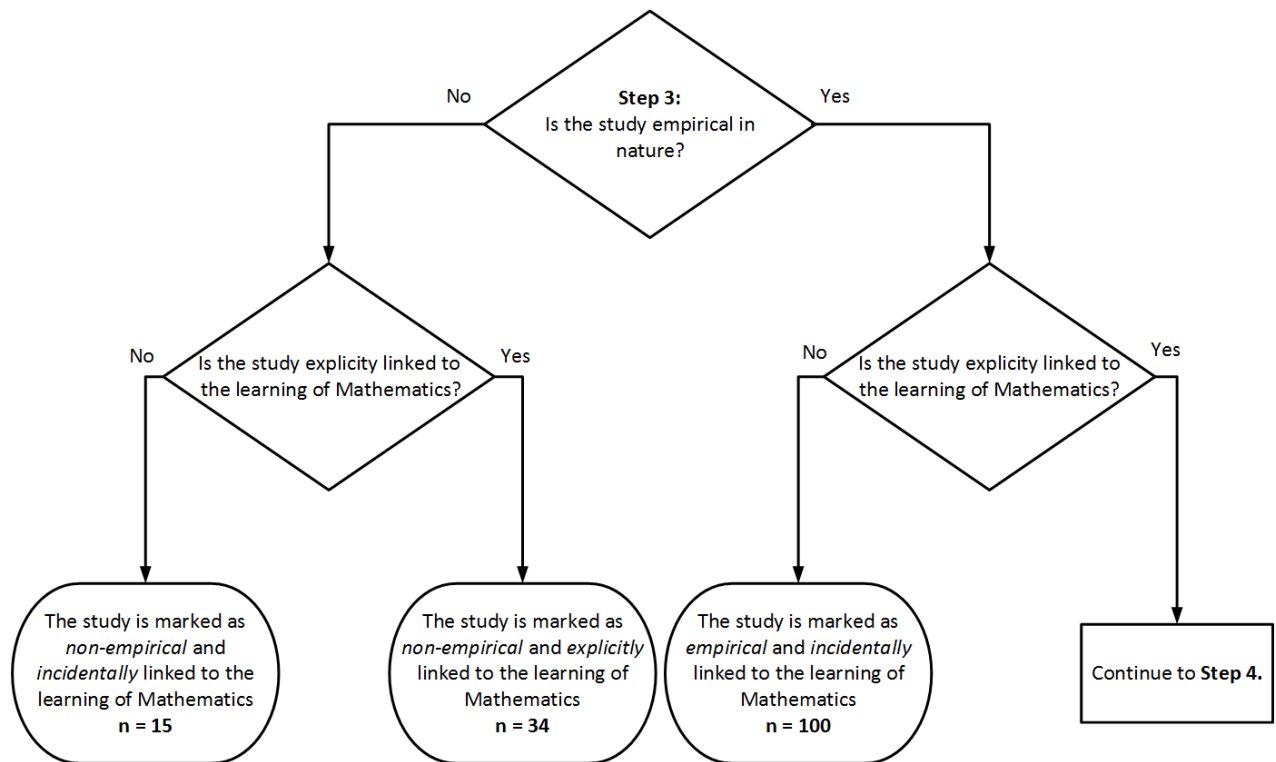 No
Step 3:
Yes
Is the study empirical in
nature?
No
Is the study explicity linked to
the learning of Mathematics?
Yes
No
Is the study explicity linked to
the learning of Mathematics?
Yes
The study is marked as
non-empirical and
incidentally linked to the
learning of Mathematics
n = 15
The study is marked as
non-empirical and explicitly
linked to the learning of
Mathematics
n = 34
The study is marked as
empirical and incidentally
linked to the learning of
Mathematics
n = 100
Continue to Step 4.